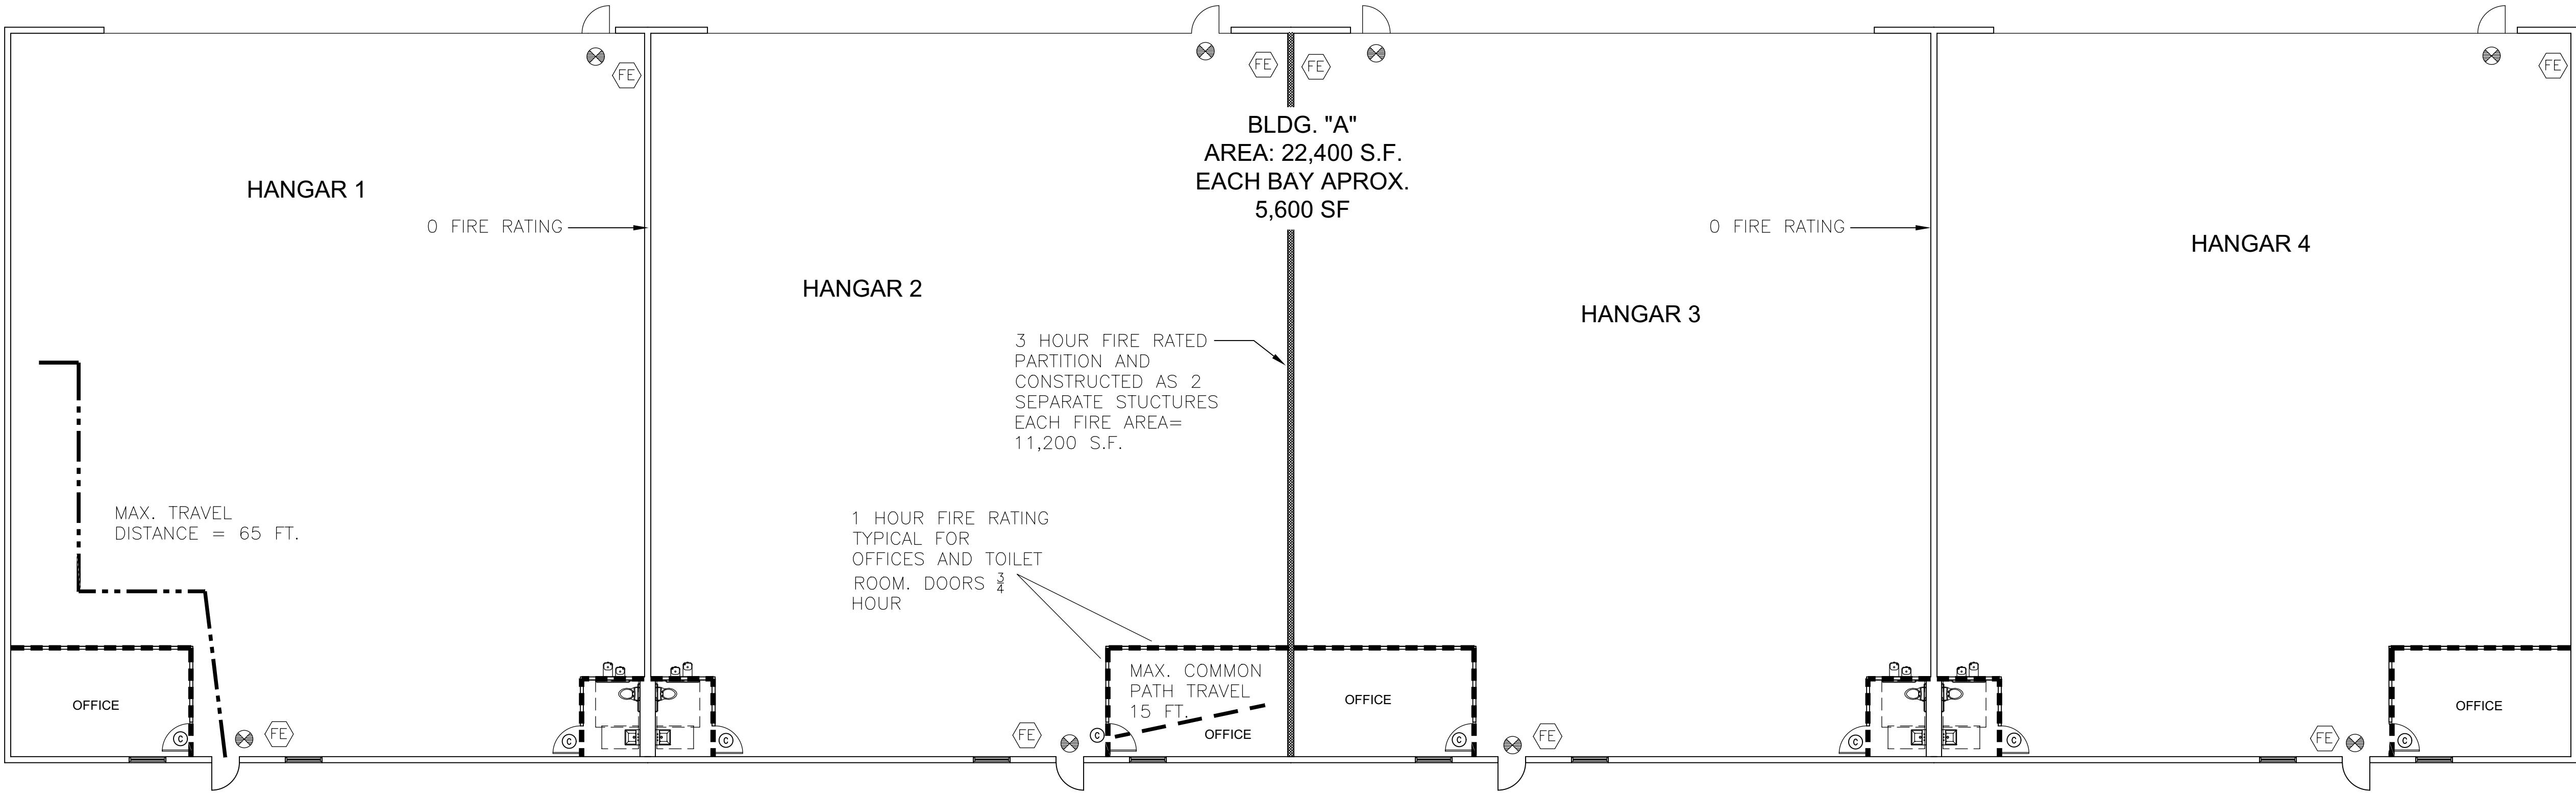 FE
FE
FE
FE
BLDG. "A"
AREA: 22,400 S.F.
EACH BAY APROX.
5,600 SF
HANGAR 1
0 FIRE RATING
HANGAR 2
3 HOUR FIRE RATED
PARTITION AND
CONSTRUCTED AS 2
SEPARATE STUCTURES
EACH FIRE AREA=
11,200 S.F.
HANGAR 3
0 FIRE RATING
HANGAR 4
MAX. TRAVEL
DISTANCE = 65 FT.
1 HOUR FIRE RATING
TYPICAL FOR
OFFICES AND TOILET
ROOM. DOORS 3/4
HOUR
MAX. COMMON
PATH TRAVEL
15 FT.
OFFICE
C
FE
C
C
FE
C
OFFICE
OFFICE
C
FE
C
C
FE
C
OFFICE